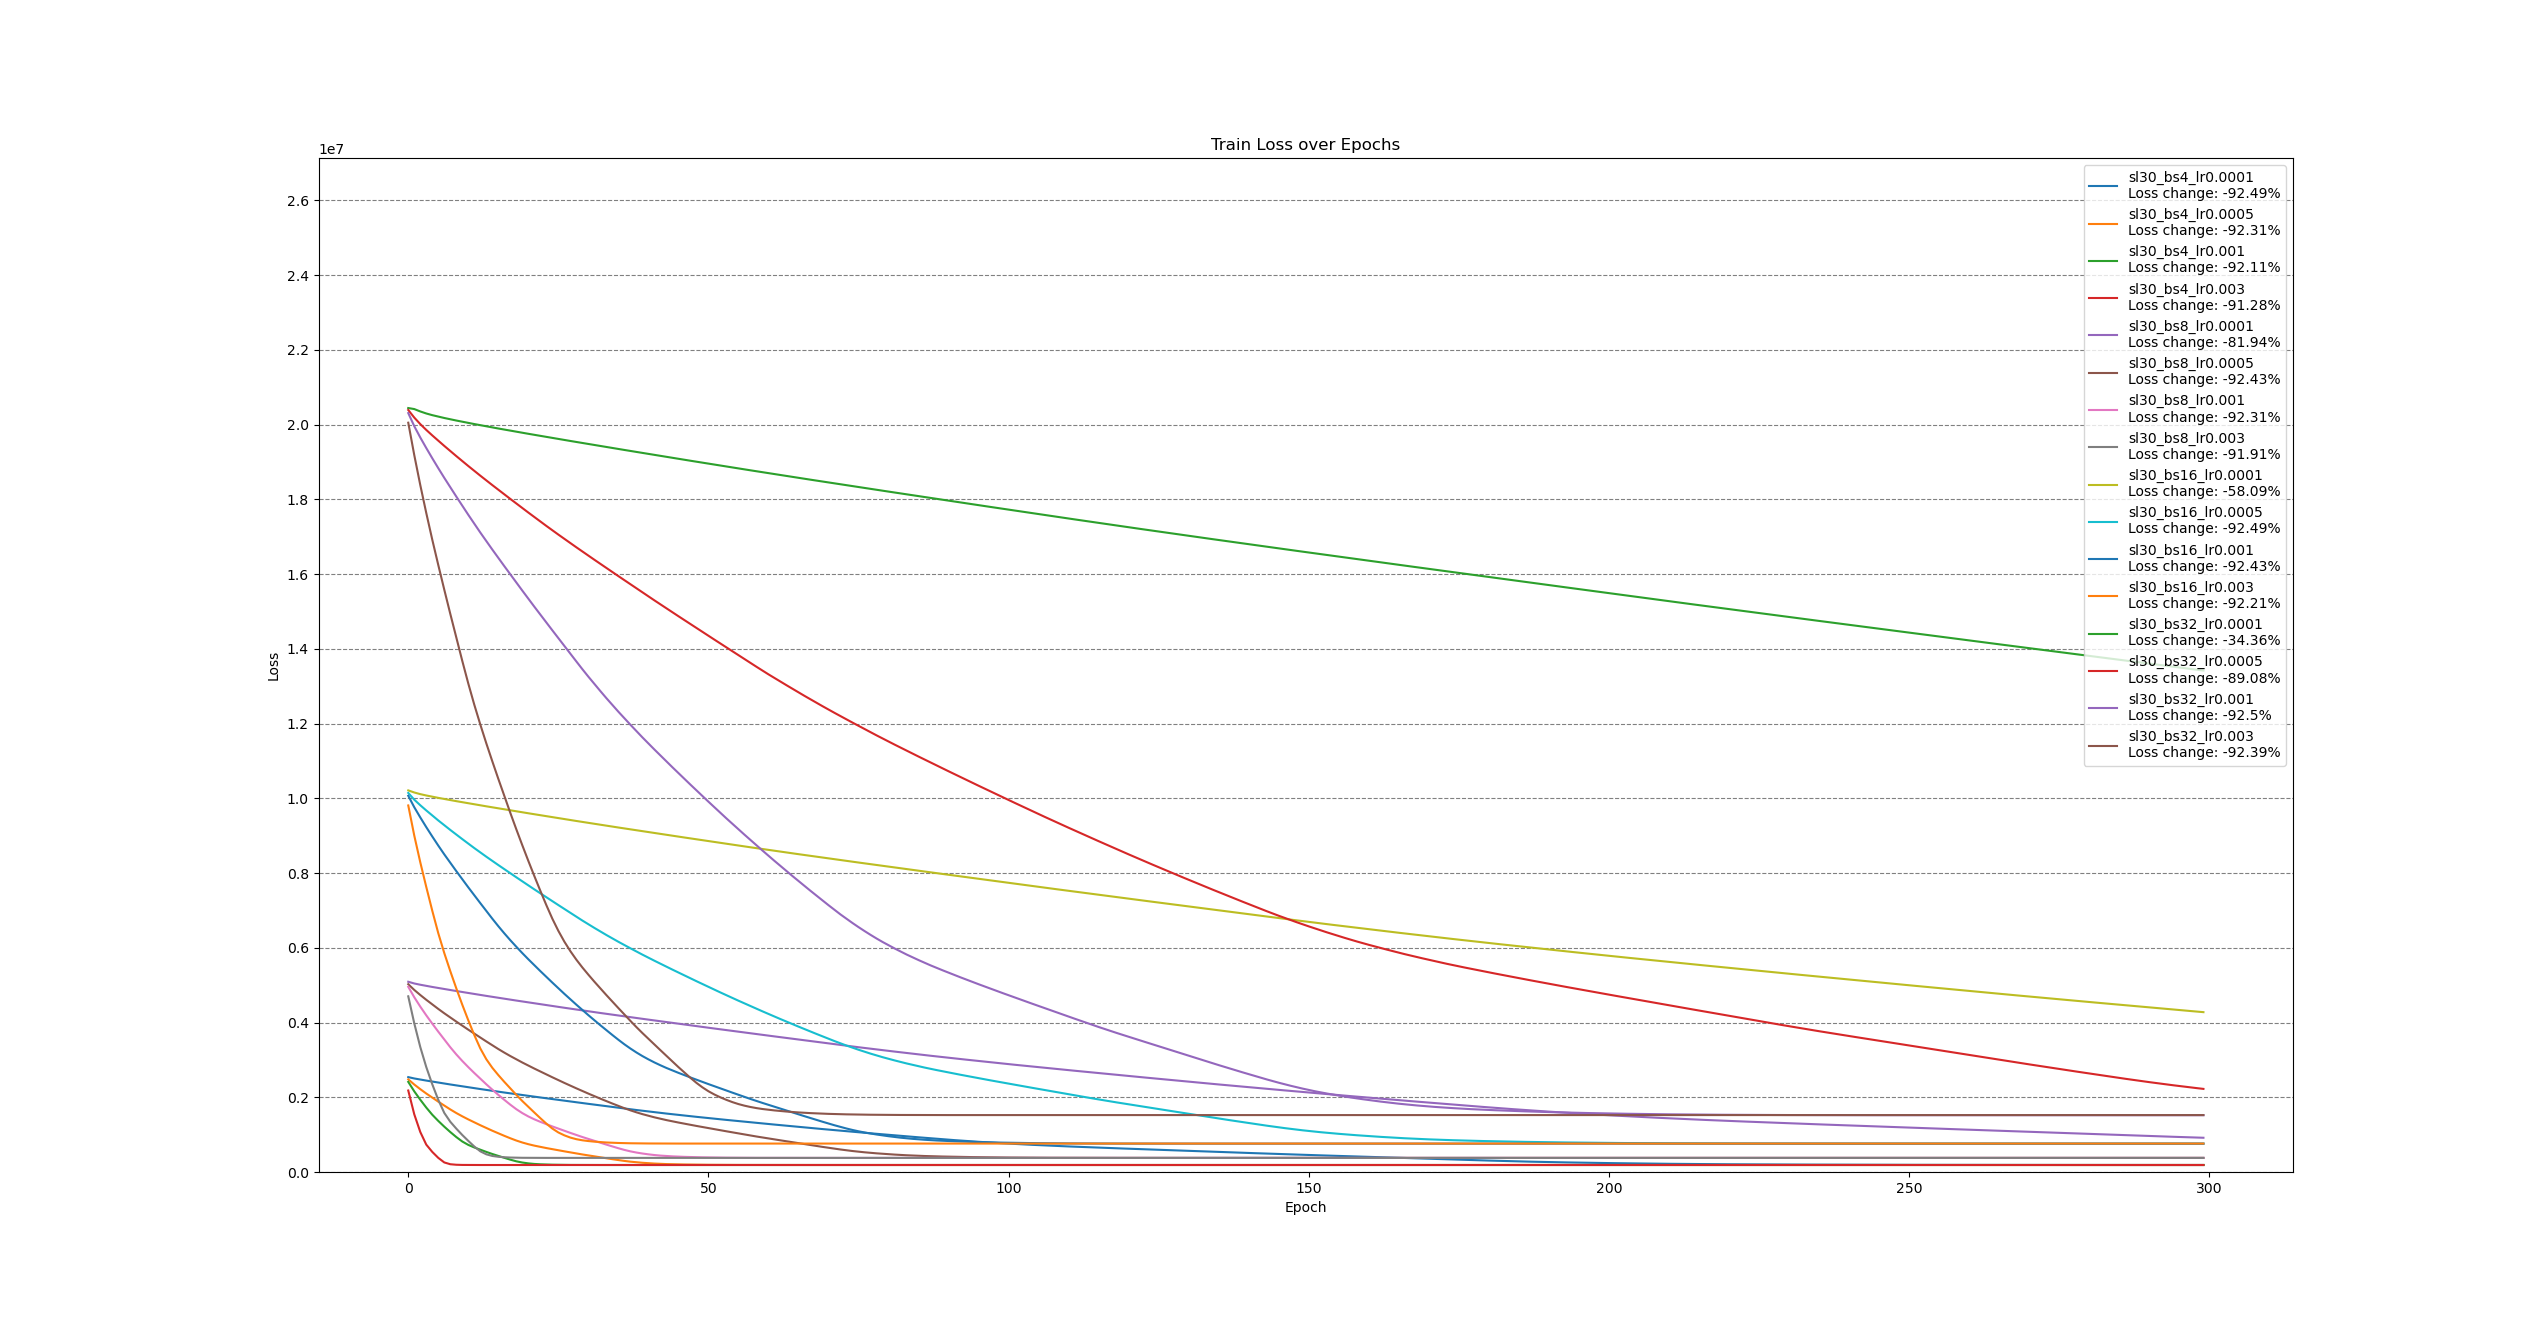 Train Loss over Epochs
1e7
2.6
2.4
2.2
2.0
1.8
1.6
1.4
1.2
1.0
0.8
0.6
0.4
0.2
0.0
Loss
0 50 100 150 200 250 300
Epoch
sl30_bs4_lr0.0001
Loss change: -92.49%
sl30_bs4_lr0.0005
Loss change: -92.31%
sl30_bs4_lr0.001
Loss change: -92.11%
sl30_bs4_lr0.003
Loss change: -91.28%
sl30_bs8_lr0.0001
Loss change: -81.94%
sl30_bs8_lr0.0005
Loss change: -92.43%
sl30_bs8_lr0.001
Loss change: -92.31%
sl30_bs8_lr0.003
Loss change: -91.91%
sl30_bs16_lr0.0001
Loss change: -58.09%
sl30_bs16_lr0.0005
Loss change: -92.49%
sl30_bs16_lr0.001
Loss change: -92.43%
sl30_bs16_lr0.003
Loss change: -92.21%
sl30_bs32_lr0.0001
Loss change: -34.36%
sl30_bs32_lr0.0005
Loss change: -89.08%
sl30_bs32_lr0.001
Loss change: -92.5%
sl30_bs32_lr0.003
Loss change: -92.39%